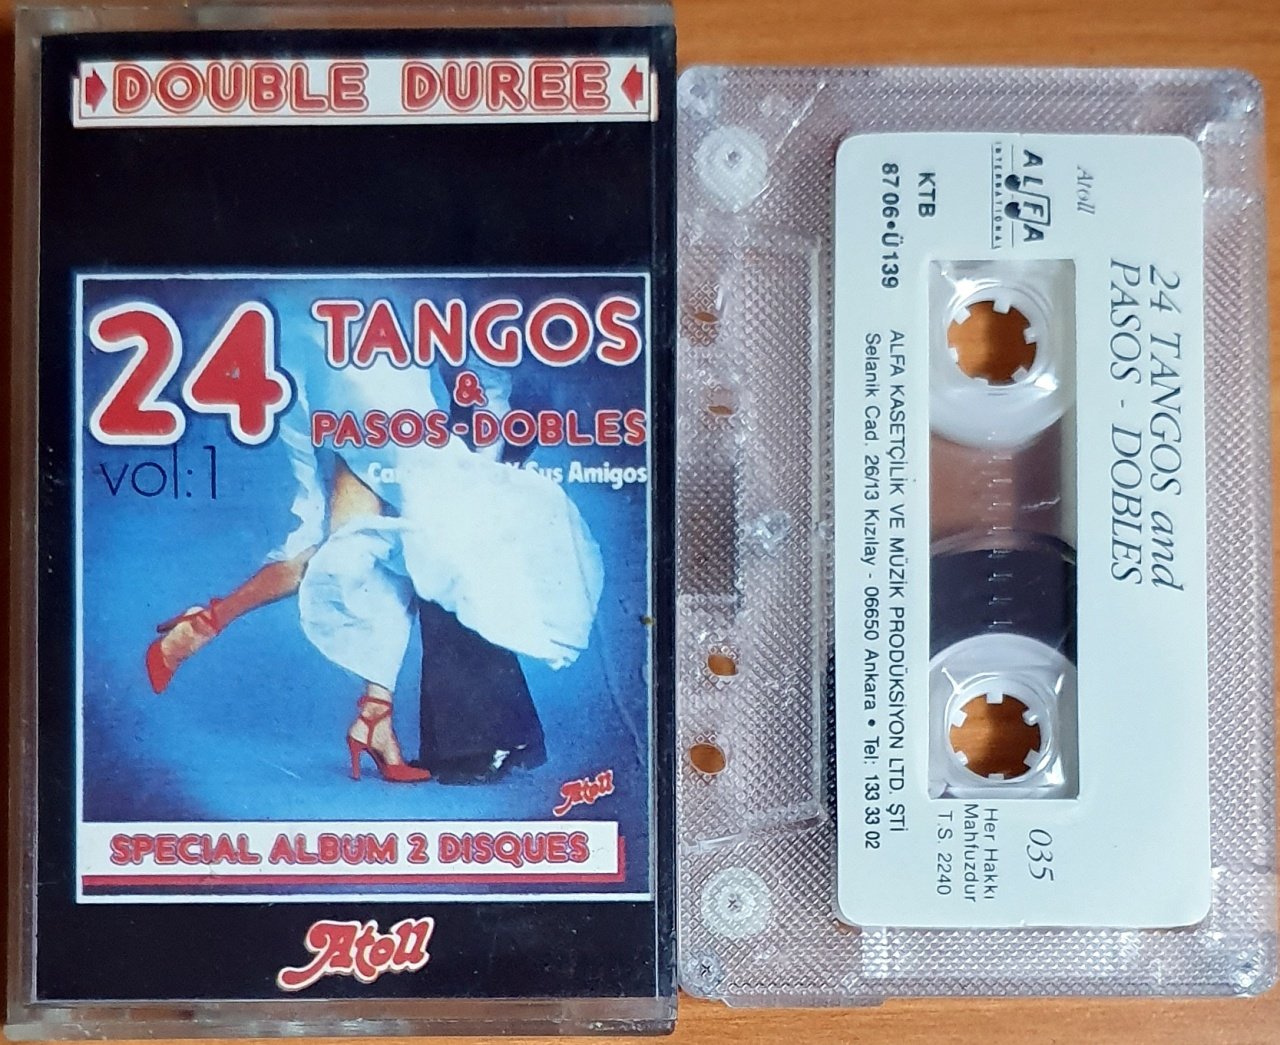 DOUBLE DUREE
24 TANGOS
&
PASOS-DOBLES
vol:1
Y Sus Amigos
Atoll
SPECIAL ALBUM 2 DISQUES
Atoll
Atoll
24 TANGOS and
PASOS - DOBLES
ALFA
INTERNATIONAL
KTB
87 06•Ü 139
035
Her Hakkı
Mahfuzdur
T.S. 2240
ALFA KASETÇİLİK VE MÜZİK PRODÜKSİYON LTD. ŞTİ
Selanik Cad. 26/13 Kızılay - 06650 Ankara • Tel: 133 33 02